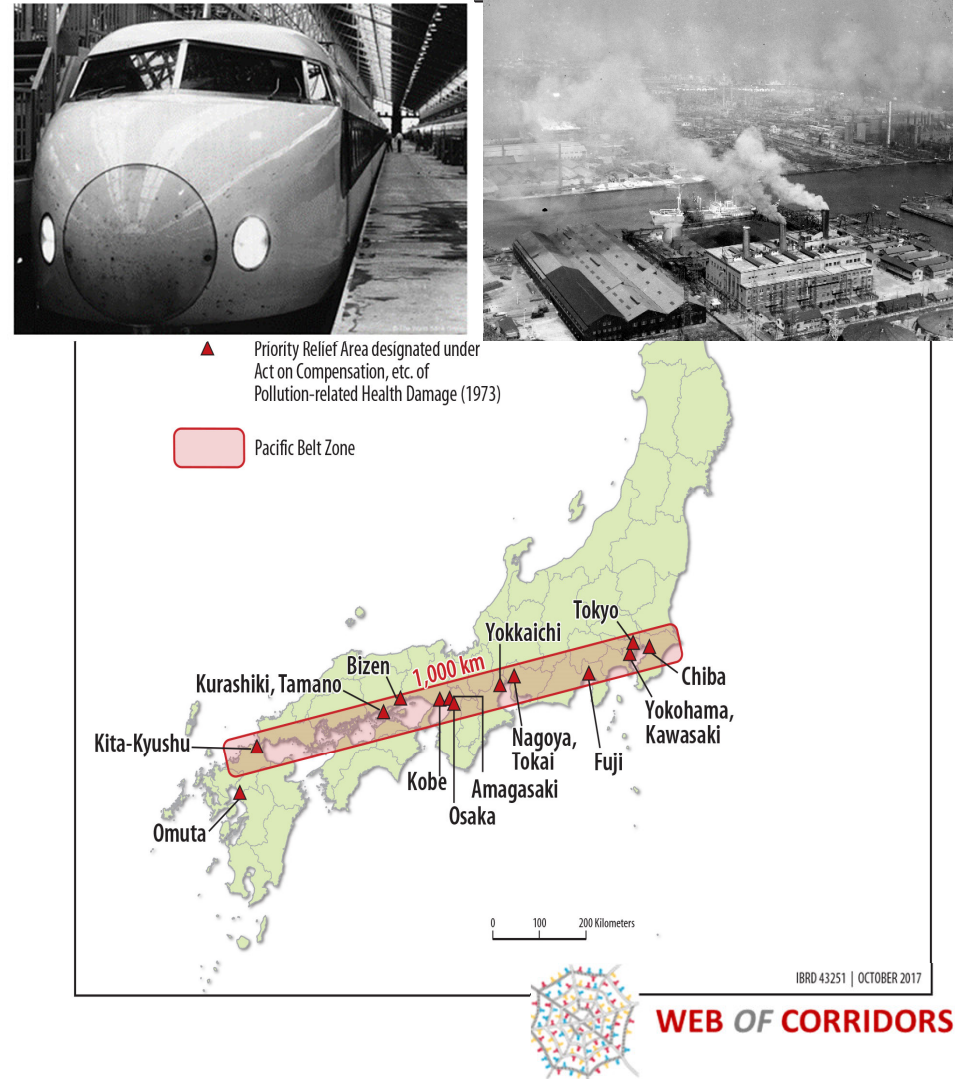 Priority Relief Area designated under
Act on Compensation, etc. of
Pollution-related Health Damage (1973)
Pacific Belt Zone
Tokyo
Yokkaichi
Bizen
1,000 km
Kurashiki, Tamano
Chiba
Yokohama,
Kawasaki
Kita-Kyushu
Nagoya,
Tokai
Fuji
Kobe
Amagasaki
Osaka
Omuta
0 100 200 Kilometers
IBRD 43251 | OCTOBER 2017
WEB OF CORRIDORS